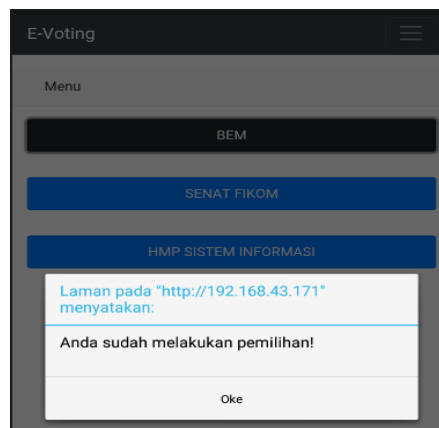 E-Voting
Menu
BEM
SENAT FIKOM
HMP SISTEM INFORMASI
Laman pada "http://192.168.43.171"
menyatakan:
Anda sudah melakukan pemilihan!
Oke